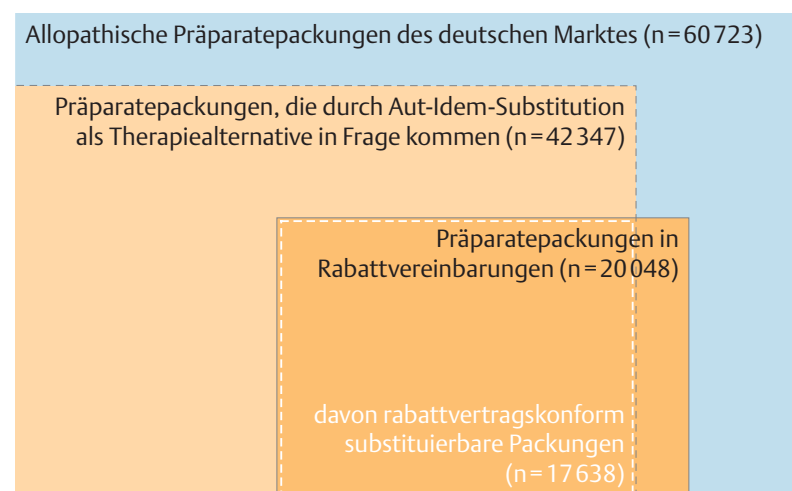 Allopathische Präparatepackungen des deutschen Marktes (n = 60 723)
Präparatepackungen, die durch Aut-Idem-Substitution
als Therapiealternative in Frage kommen (n = 42 347)
Präparatepackungen in
Rabattvereinbarungen (n = 20 048)
davon rabattvertragskonform
substituierbare Packungen
(n = 17 638)